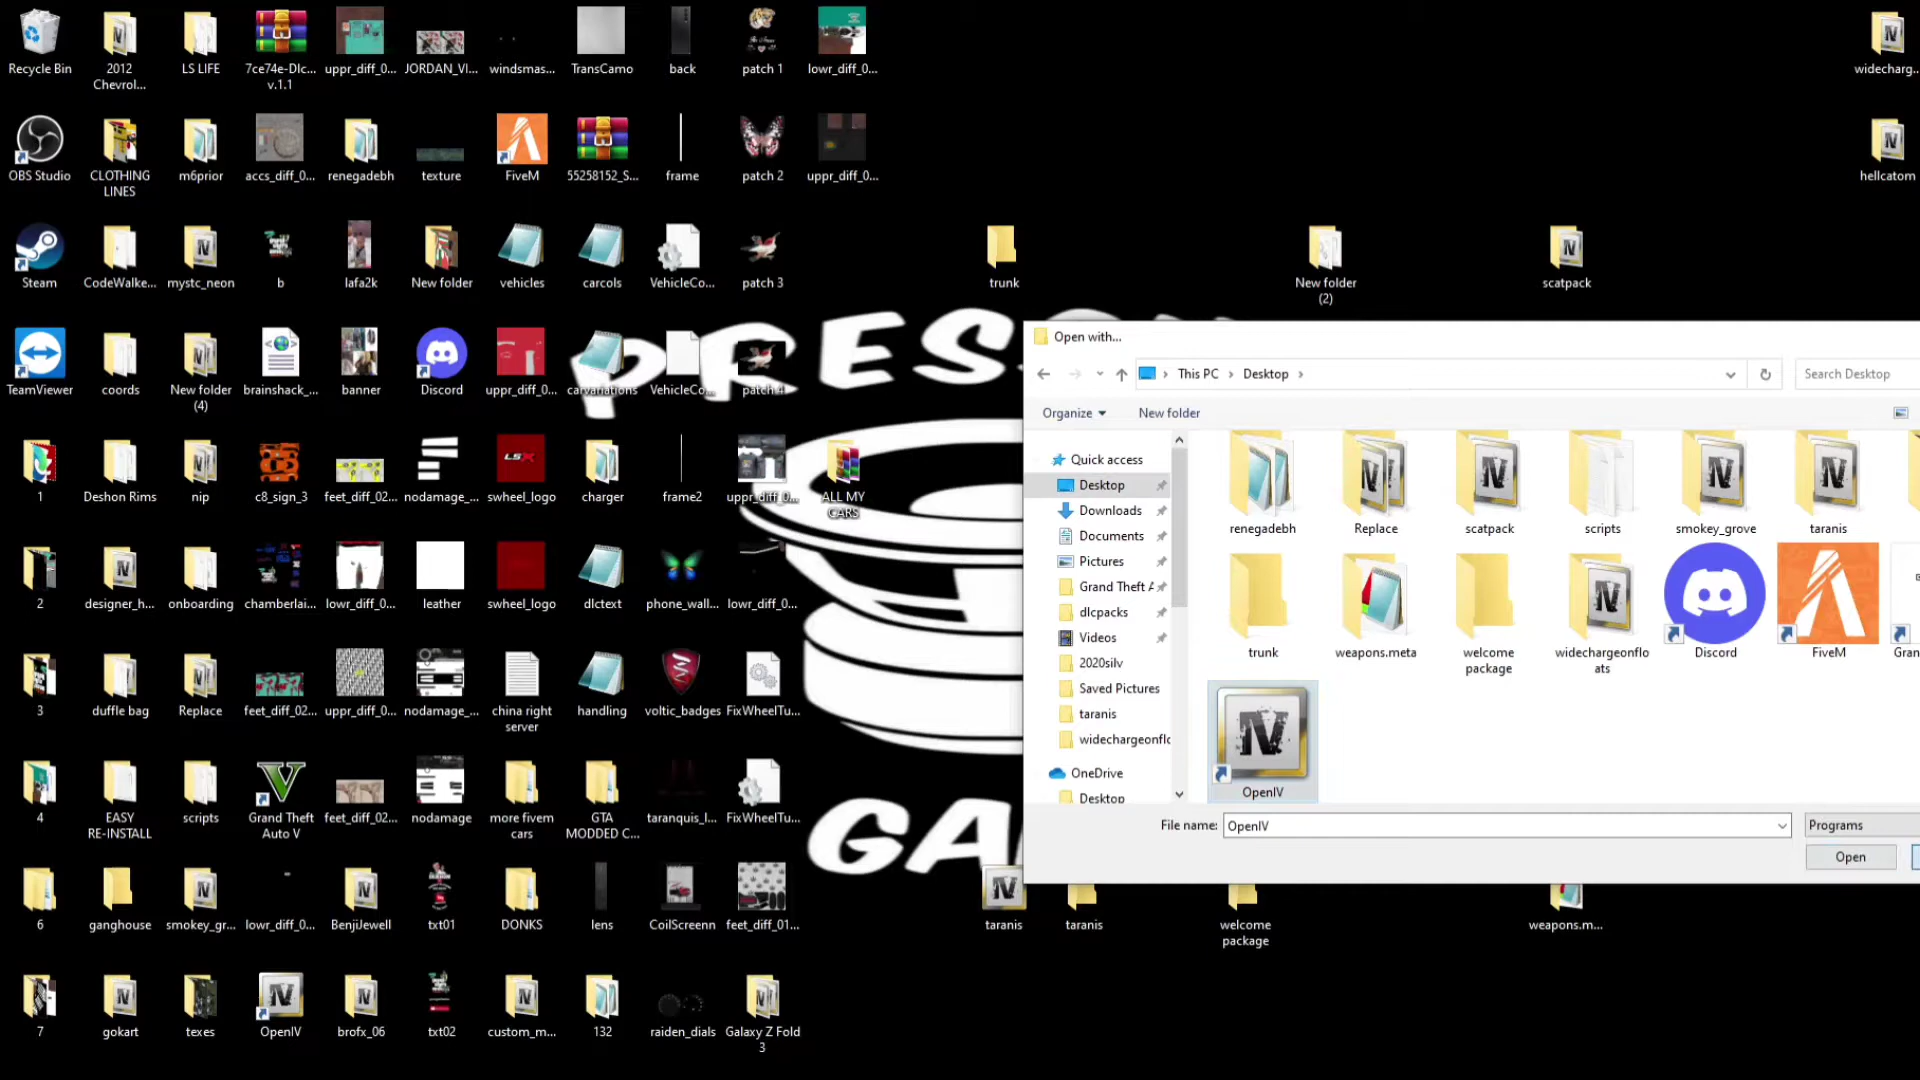 Recycle Bin
2012
Chevrol...
LS LIFE
7ce74e-Dlc...
v.1.1
uppr_diff_0...
JORDAN_VI...
windsmas...
TransCamo
back
patch 1
lowr_diff_0...
widecharg...
OBS Studio
CLOTHING
LINES
m6prior
accs_diff_0...
renegadebh
texture
FiveM
55258152_S...
frame
patch 2
uppr_diff_0...
hellcatom
Steam
CodeWalke...
mystc_neon
b
lafa2k
New folder
vehicles
carcols
VehicleCo...
patch 3
trunk
New folder
(2)
scatpack
TeamViewer
coords
New folder
(4)
brainshack_...
banner
Discord
uppr_diff_0...
carvariations
VehicleCo...
patch 4
1
Deshon Rims
nip
c8_sign_3
feet_diff_02...
nodamage_...
LSX
swheel_logo
charger
frame2
uppr_diff_0...
ALL MY
CARS
2
designer_h...
onboarding
chamberlai...
lowr_diff_0...
leather
swheel_logo
dlctext
phone_wall...
lowr_diff_0...
3
duffle bag
Replace
feet_diff_02...
uppr_diff_0...
nodamage_...
china right
server
handling
voltic_badges
FixWheelTu...
4
EASY
RE-INSTALL
scripts
Grand Theft
Auto V
feet_diff_02...
nodamage
more fivem
cars
GTA
MODDED C...
taranquis_l...
FixWheelTu...
6
ganghouse
smokey_gr...
lowr_diff_0...
BenjiJewell
txt01
DONKS
lens
CoilScreenn
feet_diff_01...
taranis
taranis
welcome
package
weapons.m...
7
gokart
texes
OpenIV
brofx_06
txt02
custom_m...
132
raiden_dials
Galaxy Z Fold
3
PRES
GA
Open with...
This PC
Desktop
Search Desktop
Organize
New folder
Quick access
Desktop
Downloads
Documents
Pictures
Grand Theft A
dlcpacks
Videos
2020silv
Saved Pictures
taranis
widechargeonflo
OneDrive
Desktop
renegadebh
Replace
scatpack
scripts
smokey_grove
taranis
trunk
weapons.meta
welcome
package
widechargeonflo
ats
Discord
FiveM
Gran
OpenIV
File name:
OpenIV
Programs
Open